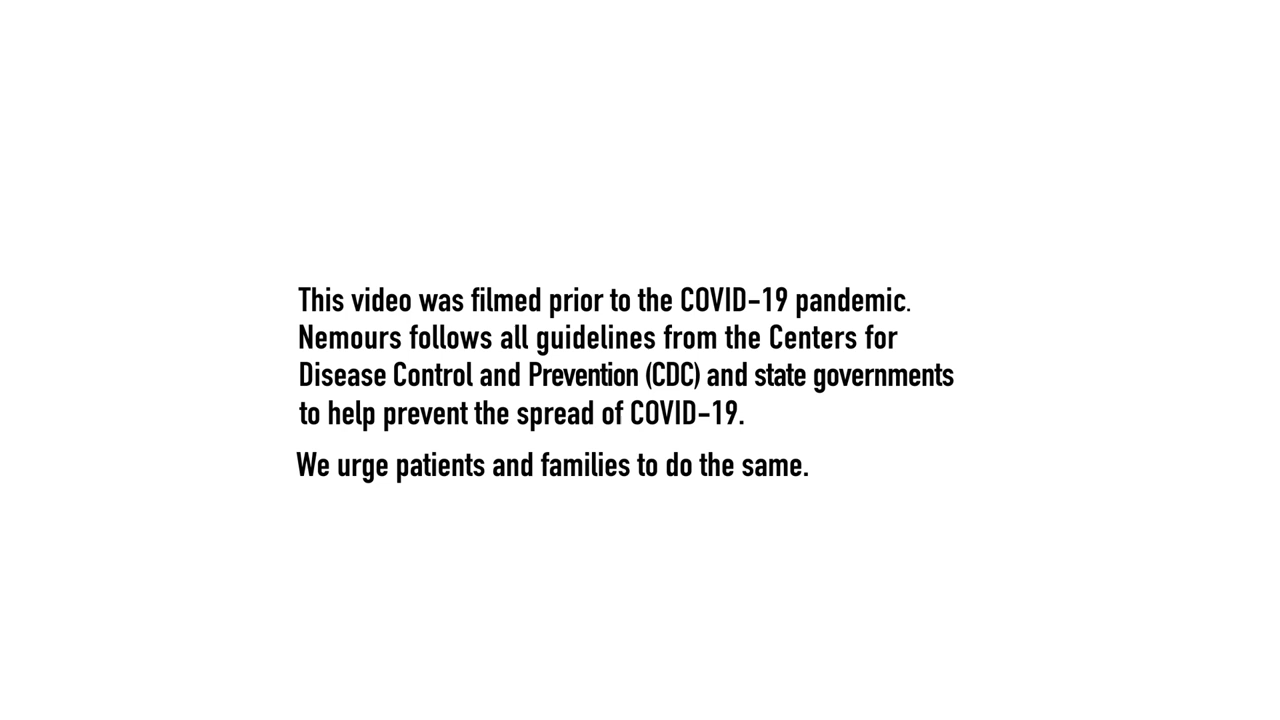 This video was filmed prior to the COVID-19 pandemic.
Nemours follows all guidelines from the Centers for
Disease Control and Prevention (CDC) and state governments
to help prevent the spread of COVID-19.
We urge patients and families to do the same.